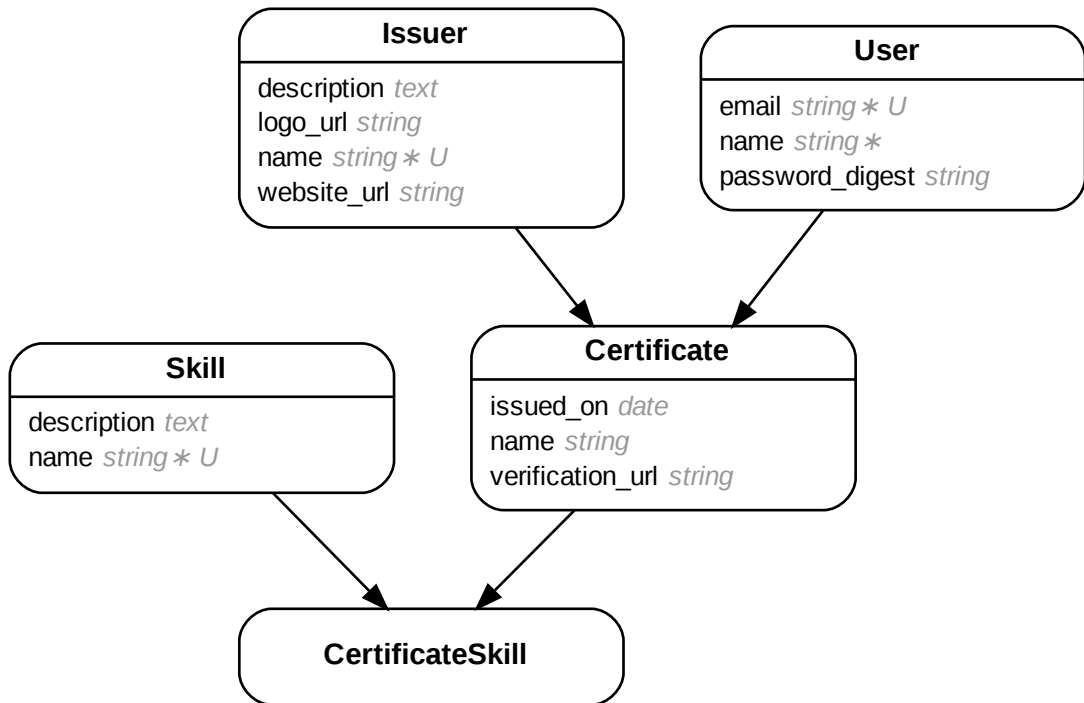 Issuer
description text
logo_url string
name string∗ U
website_url string
User
email string∗ U
name string∗
password_digest string
Skill
description text
name string∗ U
Certificate
issued_on date
name string
verification_url string
CertificateSkill